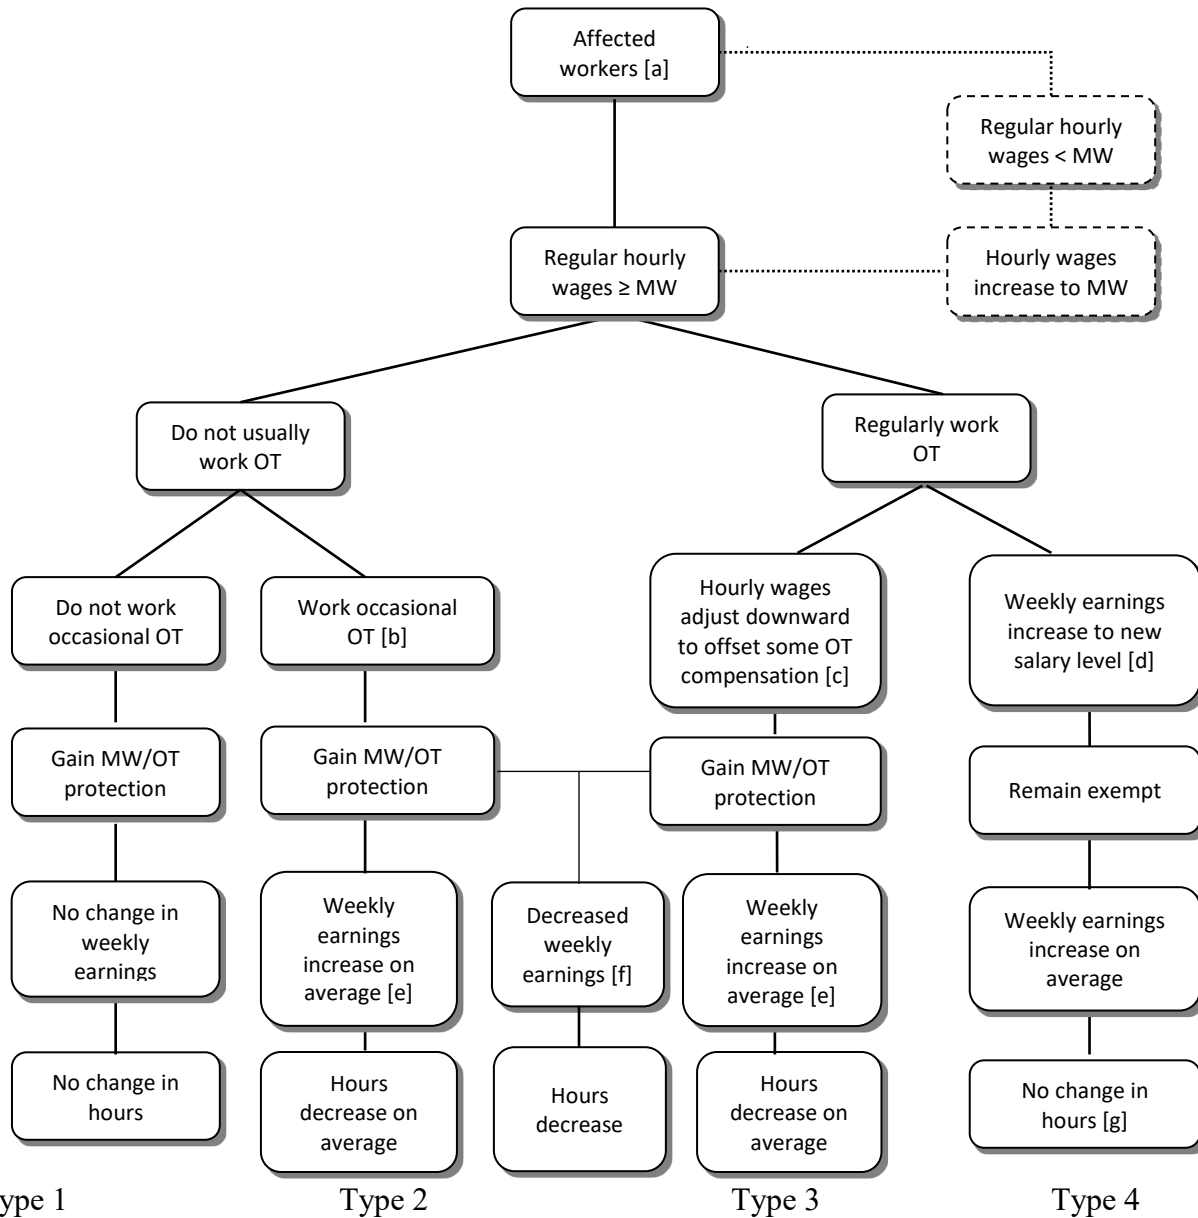 Affected
workers [a]
Regular hourly
wages < MW
Regular hourly
wages ≥ MW
Hourly wages
increase to MW
Do not usually
work OT
Regularly work
OT
Do not work
occasional OT
Work occasional
OT [b]
Hourly wages
adjust downward
to offset some OT
compensation [c]
Weekly earnings
increase to new
salary level [d]
Gain MW/OT
protection
Gain MW/OT
protection
Gain MW/OT
protection
Remain exempt
No change in
weekly
earnings
Weekly
earnings
increase on
average [e]
Decreased
weekly
earnings [f]
Weekly
earnings
increase on
average [e]
Weekly earnings
increase on
average
No change in
hours
Hours
decrease on
average
Hours
decrease
Hours
decrease on
average
No change in
hours [g]
ype 1
Type 2
Type 3
Type 4